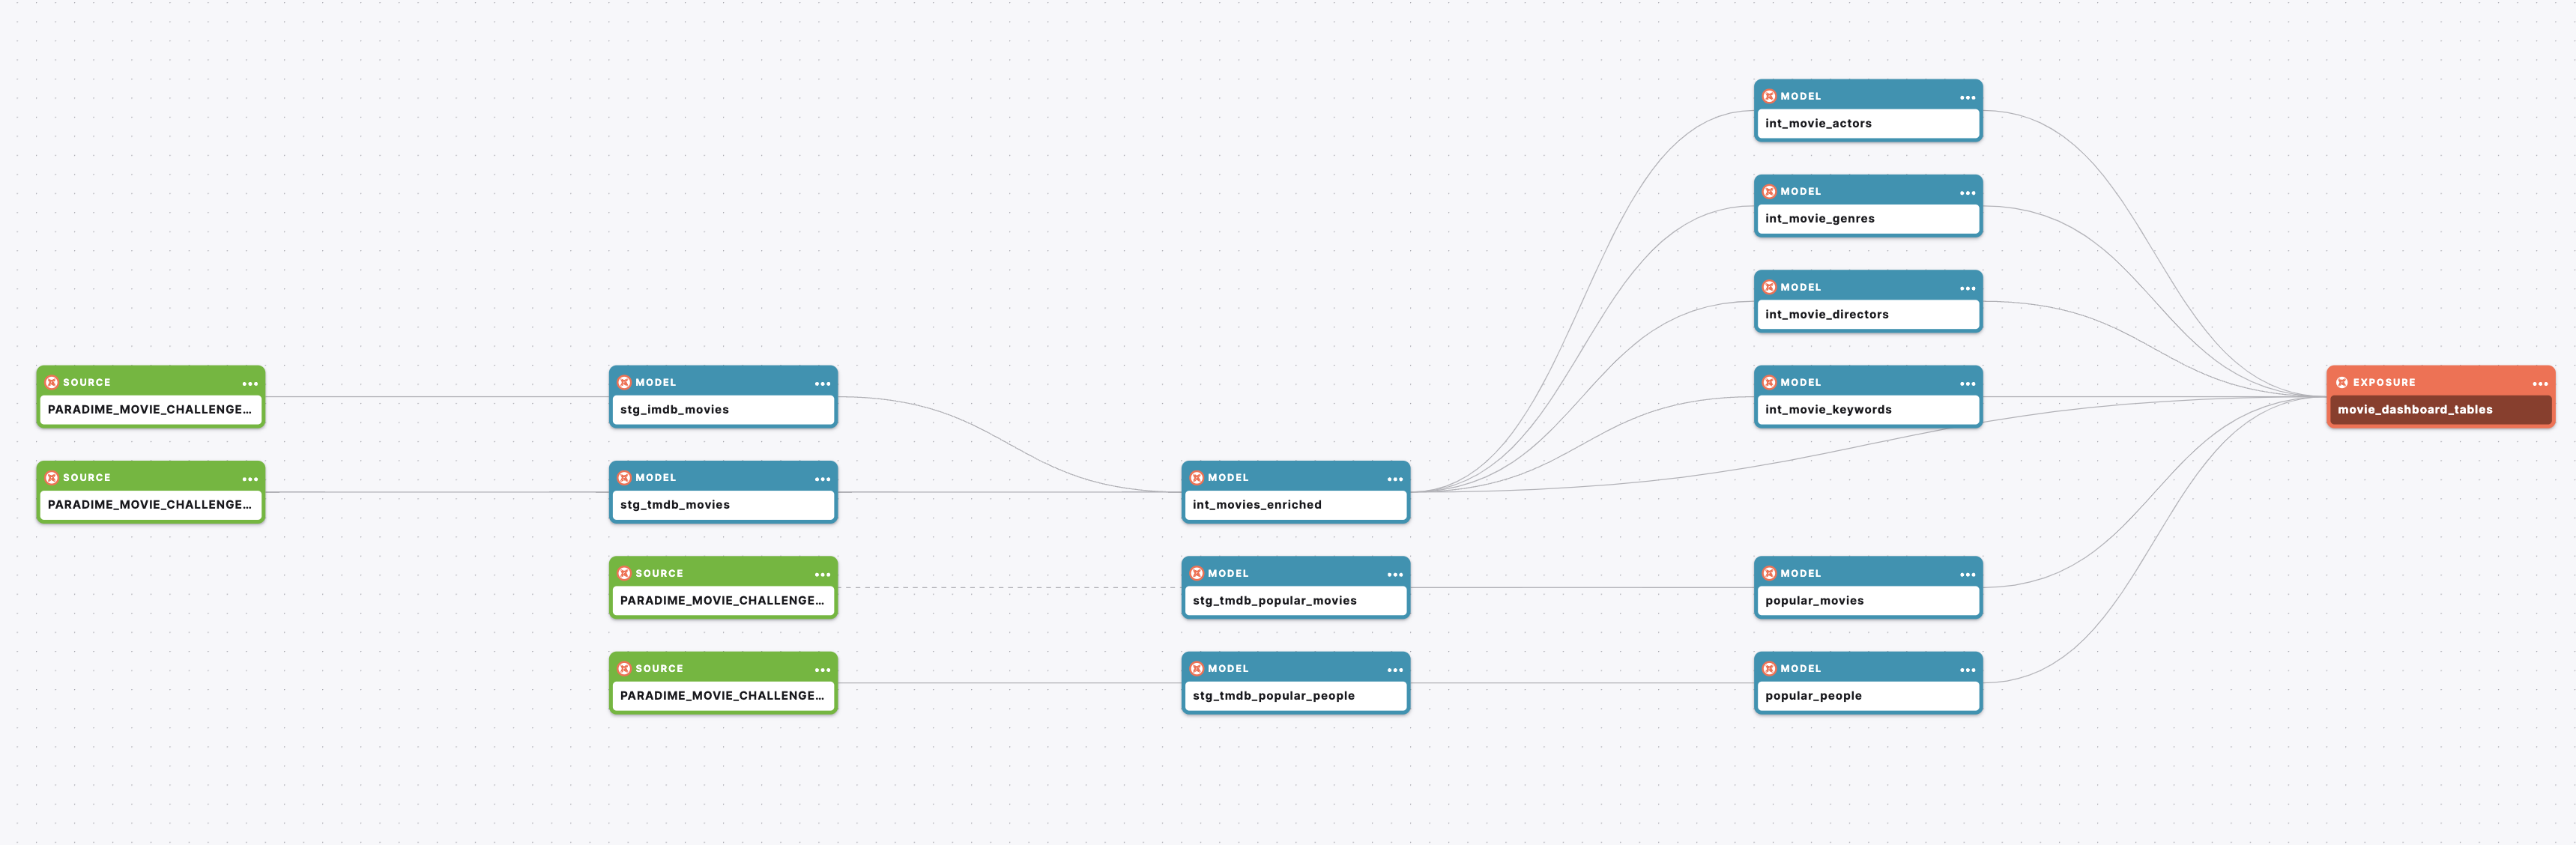 MODEL
int_movie_actors
MODEL
int_movie_genres
MODEL
int_movie_directors
SOURCE
PARADIME_MOVIE_CHALLENGE...
MODEL
stg_imdb_movies
MODEL
int_movie_keywords
EXPOSURE
movie_dashboard_tables
SOURCE
PARADIME_MOVIE_CHALLENGE...
MODEL
stg_tmdb_movies
MODEL
int_movies_enriched
SOURCE
PARADIME_MOVIE_CHALLENGE...
MODEL
stg_tmdb_popular_movies
MODEL
popular_movies
SOURCE
PARADIME_MOVIE_CHALLENGE...
MODEL
stg_tmdb_popular_people
MODEL
popular_people